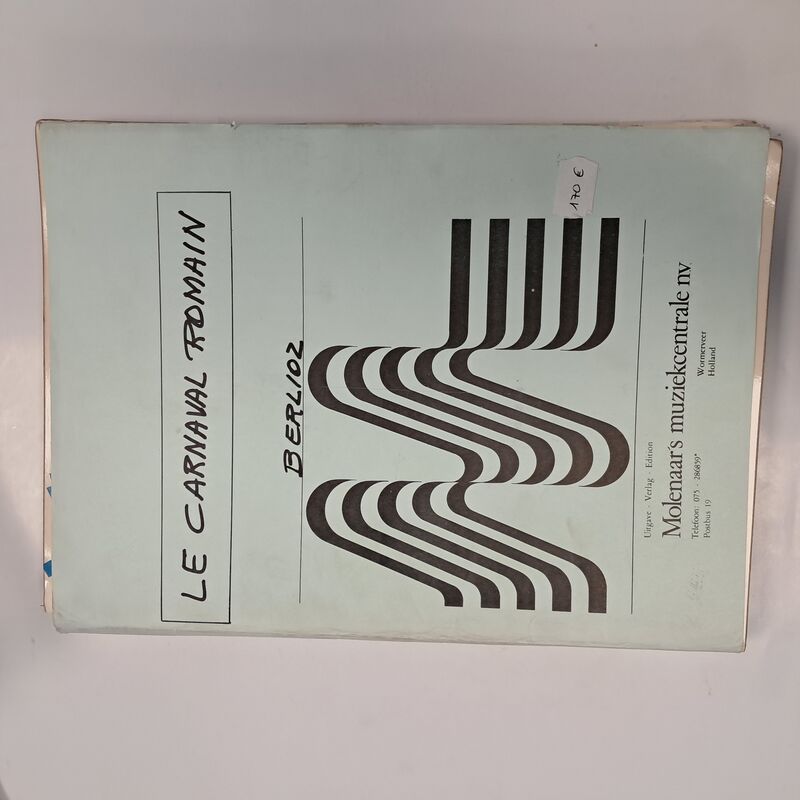 LE CARNAVAL ROMAIN
BERLIOZ
170 €
Uitgave - Verlag - Edition
Molenaar's muziekcentrale nv.
Telefoon: 075 - 286859*
Wormerveer
Postbus 19
Holland